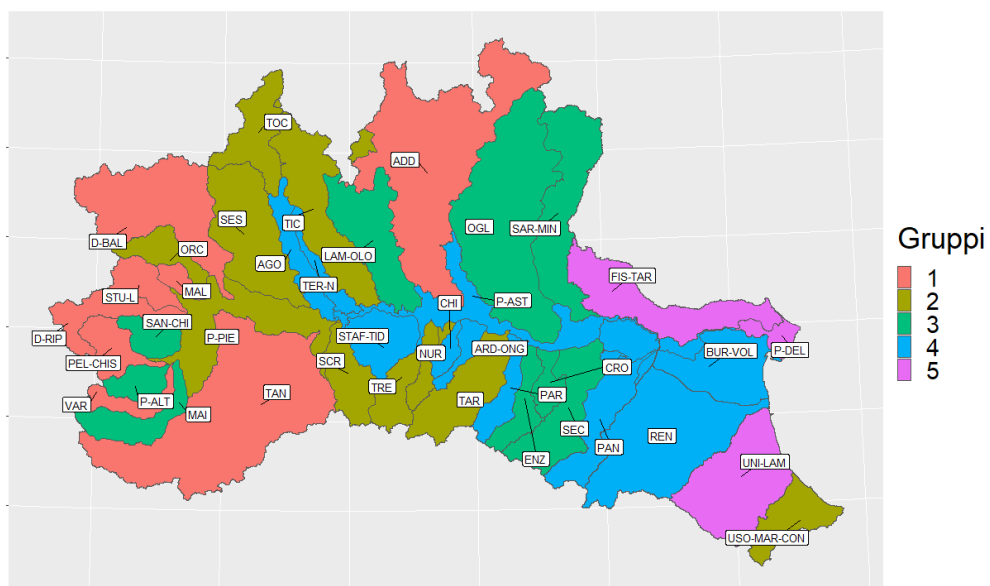 TOC
ADD
SES
TIC
OGL
SAR-MIN
D-BAL
ORC
AGO
LAM-OLO
Gruppi
TER-N
FIS-TAR
STU-L
MAL
1
CHI
P-AST
2
SAN-CHI
3
D-RIP
P-PIE
STAF-TID
4
PEL-CHIS
SCR
NUR
ARD-ONG
CRO
BUR-VOL
P-DEL
5
VAR
P-ALT
TAN
TRE
TAR
PAR
MAI
SEC
PAN
REN
ENZ
UNI-LAM
USO-MAR-CON